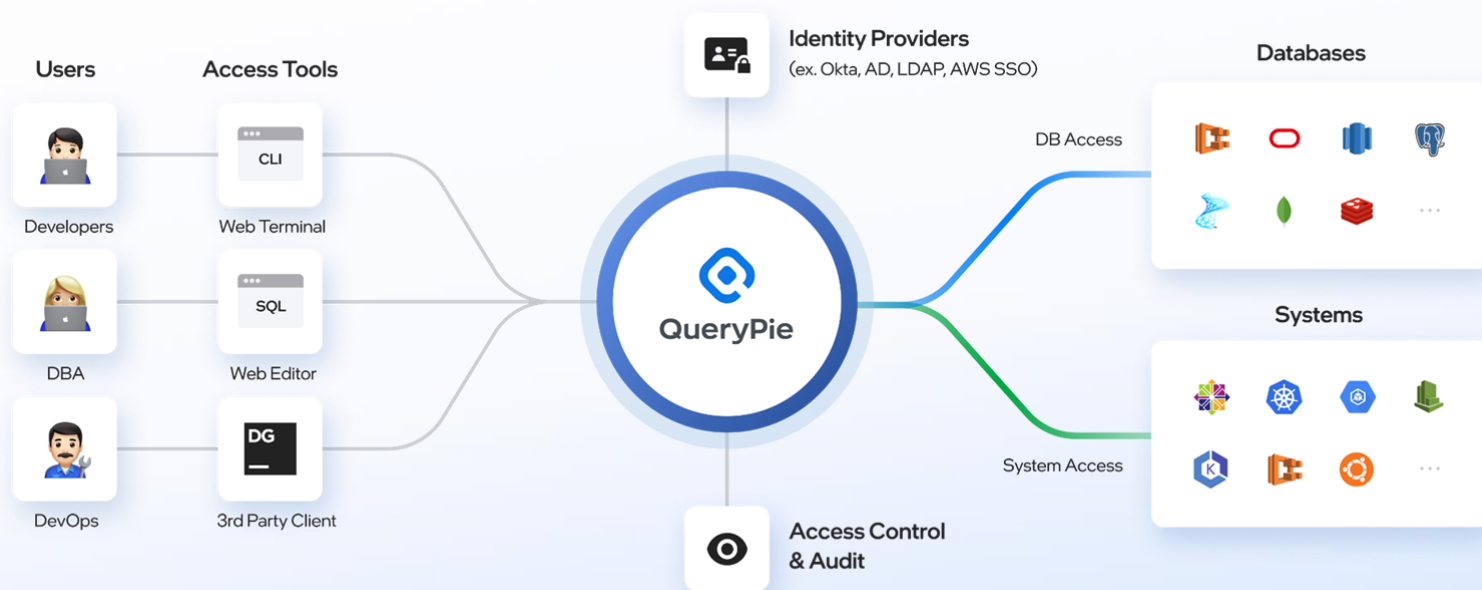 Users
Access Tools
Developers
CLI
Web Terminal
DBA
SQL
Web Editor
DevOps
DG
3rd Party Client
Identity Providers
(ex. Okta, AD, LDAP, AWS SSO)
QueryPie
Access Control
& Audit
DB Access
System Access
Databases
...
Systems
K
...